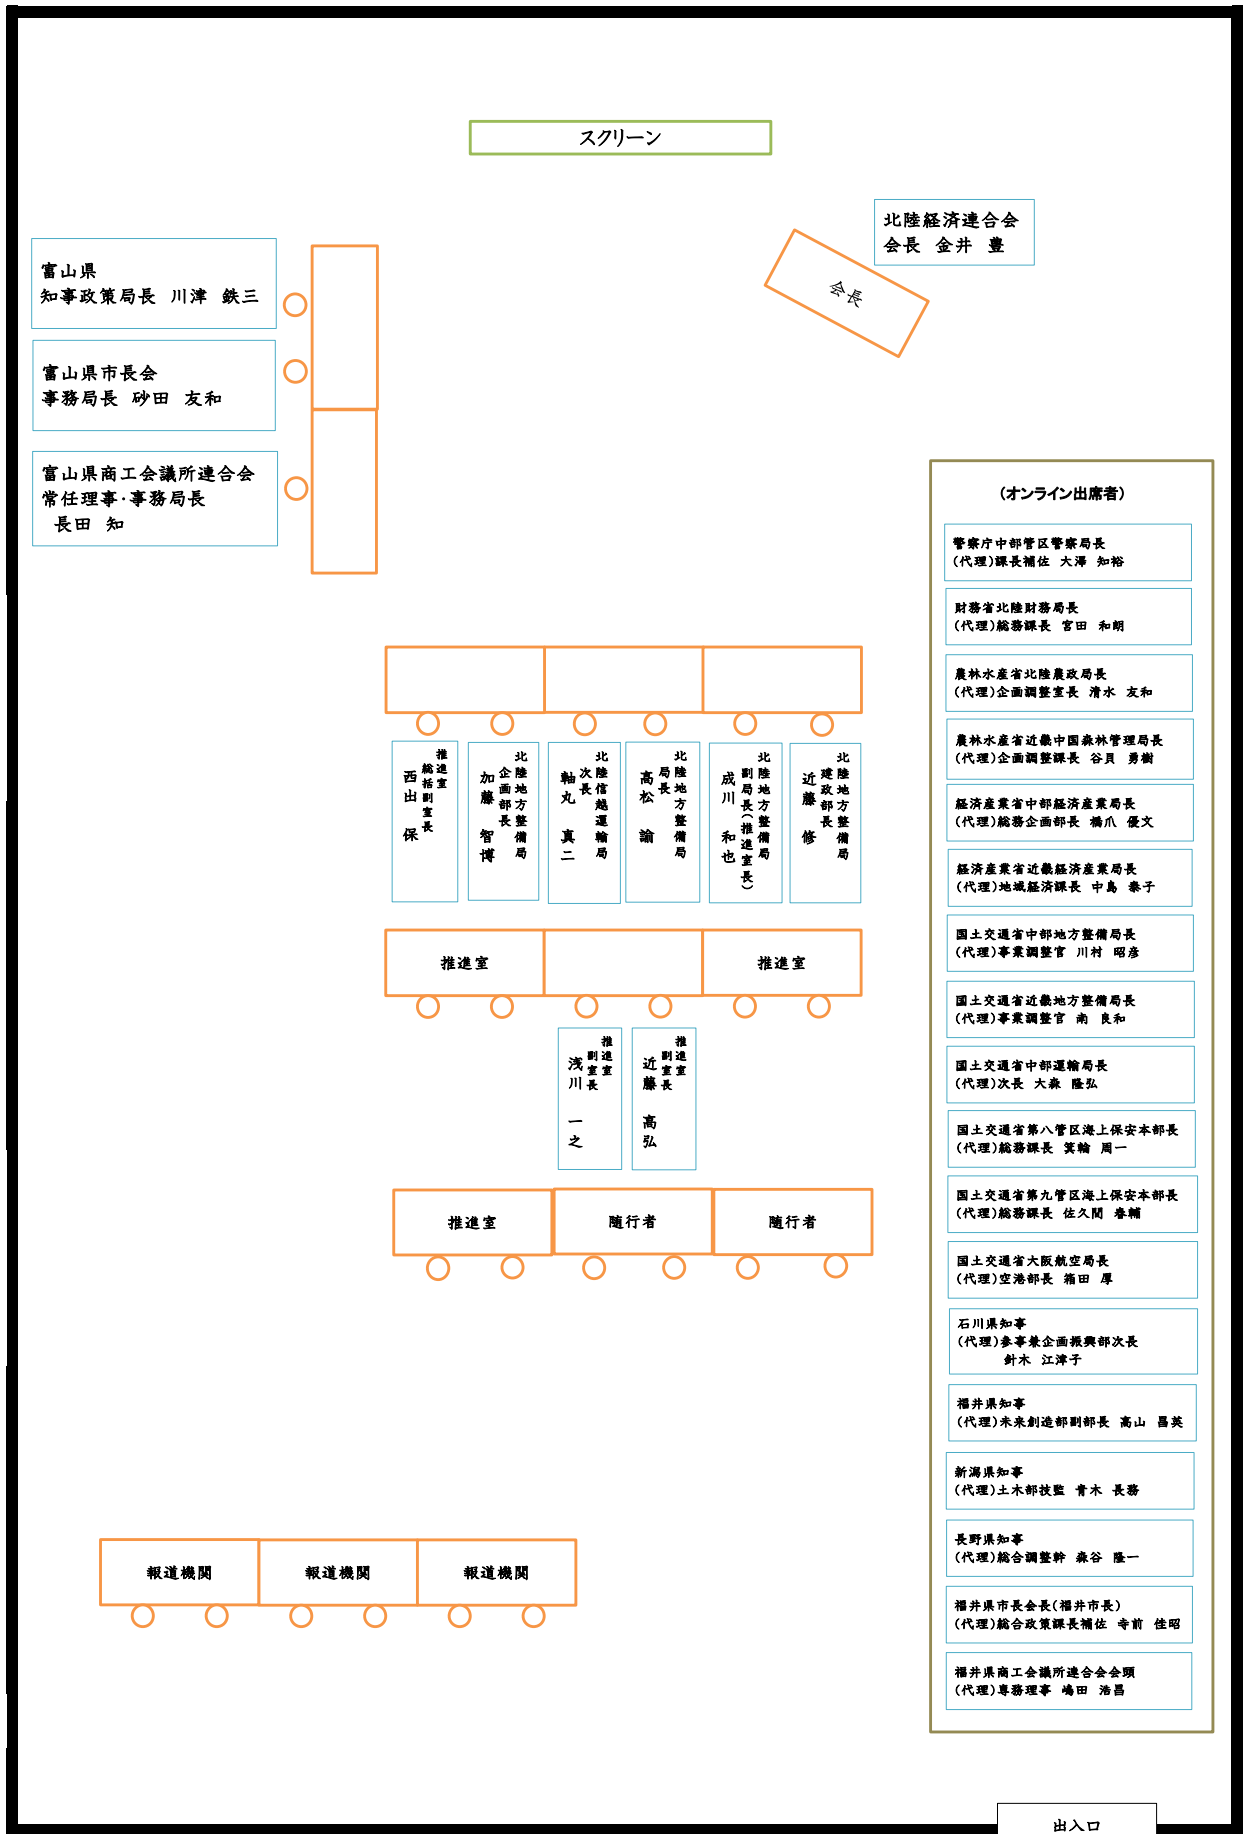 スクリーン
北陸経済連合会
会長 金井 豊
会長
富山県
知事政策局長 川津 鉄三
富山県市長会
事務局長 砂田 友和
富山県商工会議所連合会
常任理事・事務局長
長田 知
推進室
総括副室長
西出 保
北陸地方整備局
企画部長
加藤 智博
北陸信越運輸局
次長
軸丸 真二
北陸地方整備局
局長
高松 諭
北陸地方整備局
副局長(推進室長)
成川 和也
北陸地方整備局
建政部長
近藤 修
推進室
推進室
推進室
副室長
浅川 一之
推進室
副室長
近藤 高弘
推進室
随行者
随行者
報道機関
報道機関
報道機関
(オンライン出席者)
警察庁中部管区警察局長
(代理)課長補佐 大澤 知裕
財務省北陸財務局長
(代理)総務課長 宮田 和朗
農林水産省北陸農政局長
(代理)企画調整室長 清水 友和
農林水産省近畿中国森林管理局長
(代理)企画調整課長 谷貝 勇樹
経済産業省中部経済産業局長
(代理)総務企画部長 橋爪 優文
経済産業省近畿経済産業局長
(代理)地域経済課長 中島 泰子
国土交通省中部地方整備局長
(代理)事業調整官 川村 昭彦
国土交通省近畿地方整備局長
(代理)事業調整官 南 良和
国土交通省中部運輸局長
(代理)次長 大森 隆弘
国土交通省第八管区海上保安本部長
(代理)総務課長 箕輪 周一
国土交通省第九管区海上保安本部長
(代理)総務課長 佐久間 春輔
国土交通省大阪航空局長
(代理)空港部長 箱田 厚
石川県知事
(代理)参事兼企画振興部次長
針木 江津子
福井県知事
(代理)未来創造部副部長 高山 昌英
新潟県知事
(代理)土木部技監 青木 長務
長野県知事
(代理)総合調整幹 森谷 隆一
福井県市長会長(福井市長)
(代理)総合政策課長補佐 寺前 佳昭
福井県商工会議所連合会会頭
(代理)専務理事 嶋田 浩昌
出入口